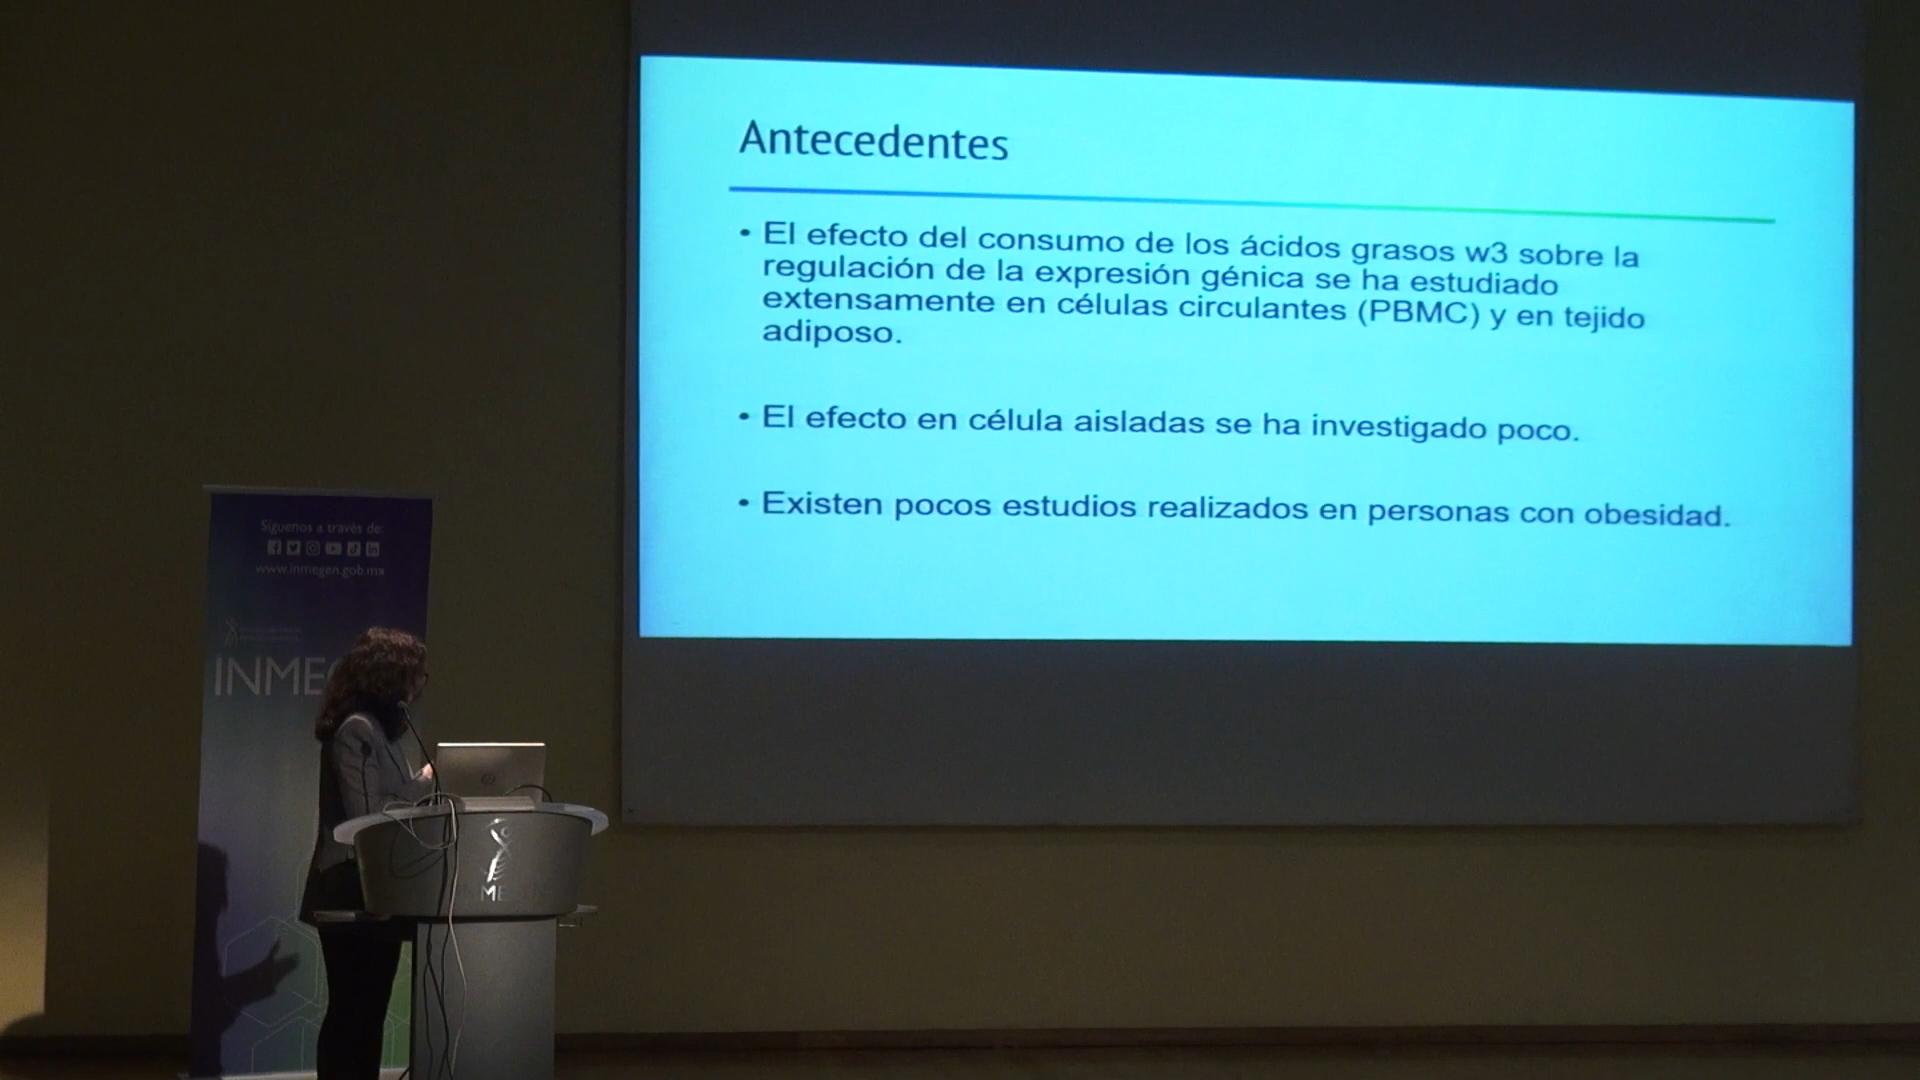 Antecedentes
• El efecto del consumo de los ácidos grasos w3 sobre la
regulación de la expresión génica se ha estudiado
extensamente en células circulantes (PBMC) y en tejido
adiposo.
• El efecto en célula aisladas se ha investigado poco.
• Existen pocos estudios realizados en personas con obesidad.
Síguenos a través de:
www.inmegen.gob.mx
INMEG
INME